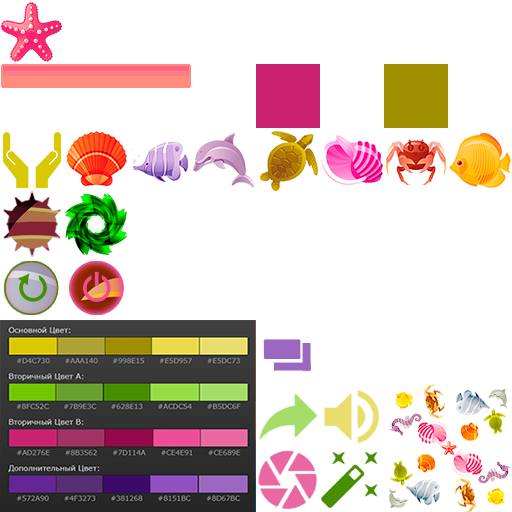 Основной Цвет:
#D4C730 #AAA140 #998E15 #E5D957 #E5DC73
Вторичный Цвет A:
#8FC52C #7B9E3C #628E13 #ACDC54 #B5DC6F
Вторичный Цвет B:
#AD276E #8B3562 #7D114A #CE4E91 #CE689E
Дополнительный Цвет:
#572A90 #4F3273 #381268 #8151BC #8D67BC